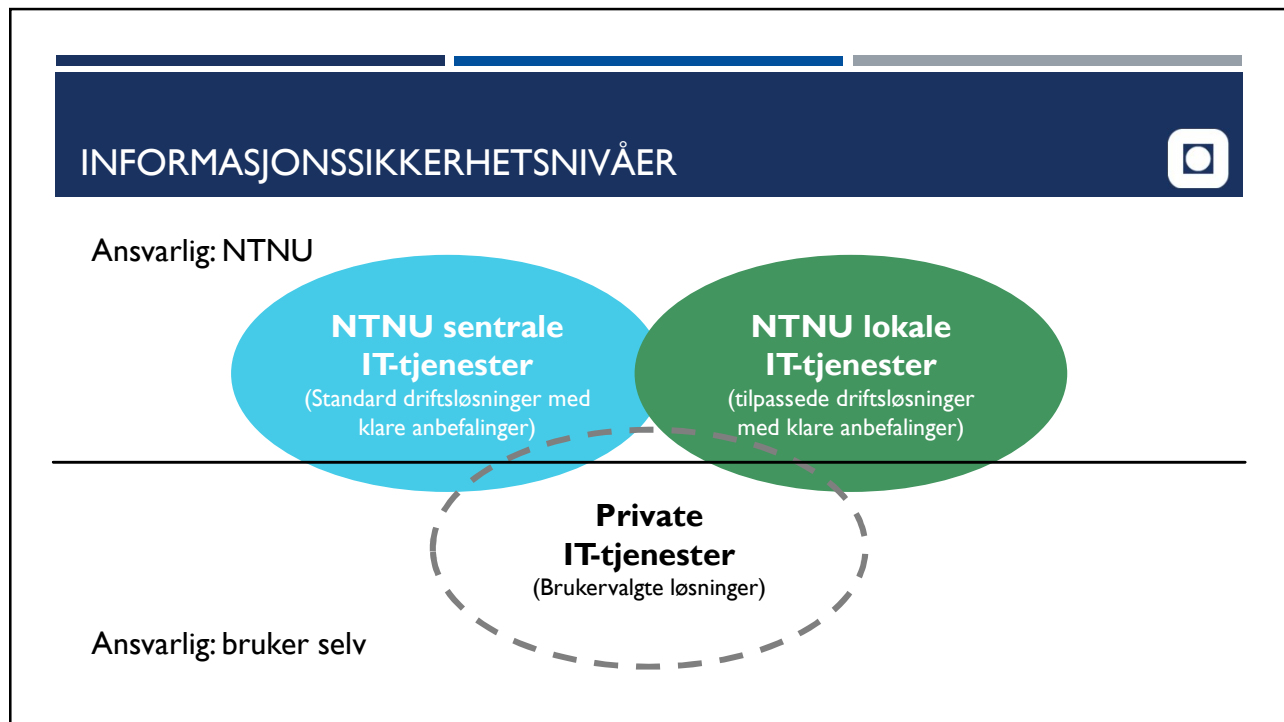 INFORMASJONSSIKKERHETSNIVÅER
Ansvarlig: NTNU
NTNU sentrale
IT-tjenester
(Standard driftsløsninger med
klare anbefalinger)
NTNU lokale
IT-tjenester
(tilpassede driftsløsninger
med klare anbefalinger)
Private
IT-tjenester
(Brukervalgte løsninger)
Ansvarlig: bruker selv